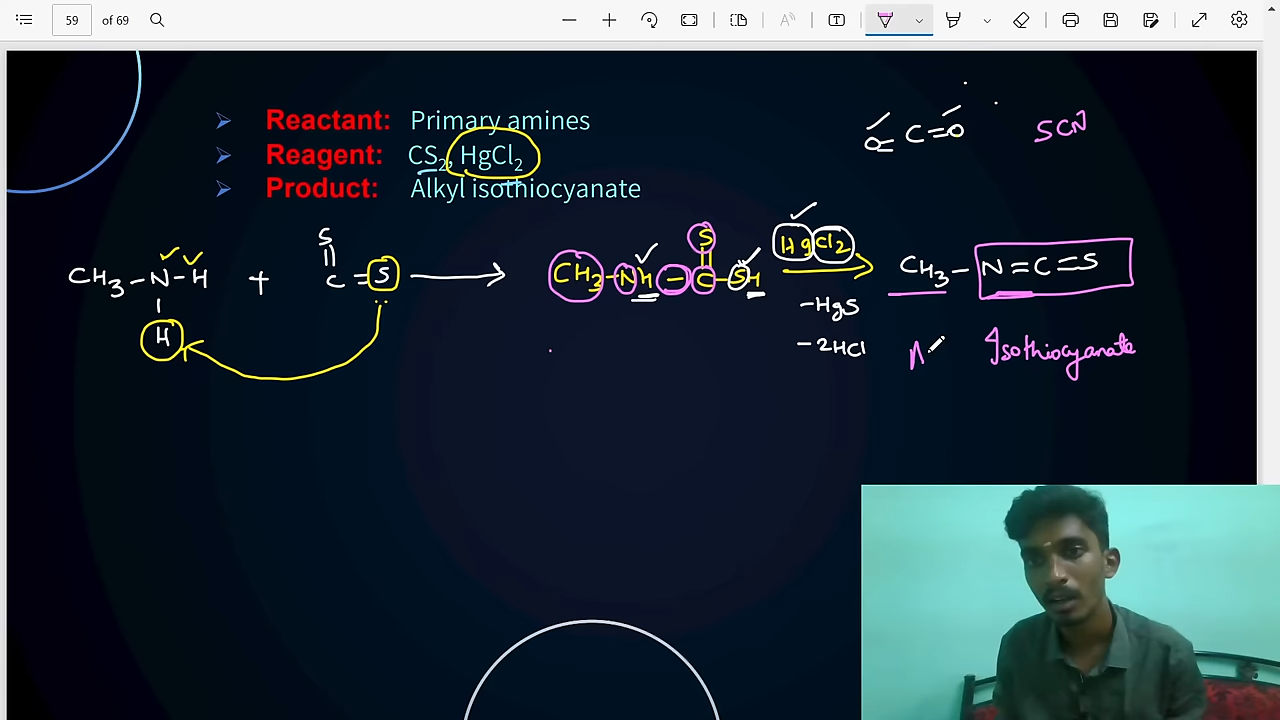 59 of 69
Reactant: Primary amines
Reagent: CS2, HgCl2
Product: Alkyl isothiocyanate
O=C=O SCN
CH3-N-H + S=C=S → CH3-NH-C-SH HgCl2 → CH3-N=C=S
H S
-HgS
-2HCl
Isothiocyanate